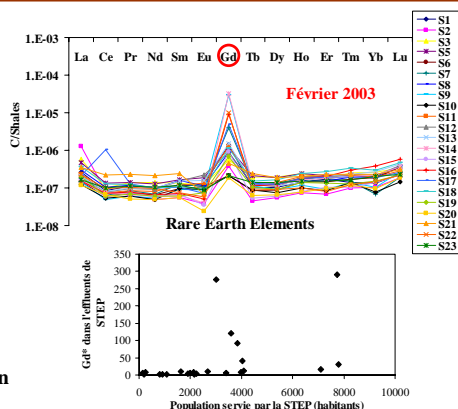 1.E-03
La Ce Pr Nd Sm Eu Gd Tb Dy Ho Er Tm Yb Lu
1.E-04
Février 2003
1.E-05
C/Shales
1.E-06
1.E-07
1.E-08
Rare Earth Elements
S1
S2
S3
S5
S6
S7
S8
S9
S10
S11
S12
S13
S14
S15
S16
S17
S18
S19
S20
S21
S22
S23
Gd* dans l'effluents de
STEP
350
300
250
200
150
100
50
0
0 2000 4000 6000 8000 10000
Population servie par la STEP (habitants)
n